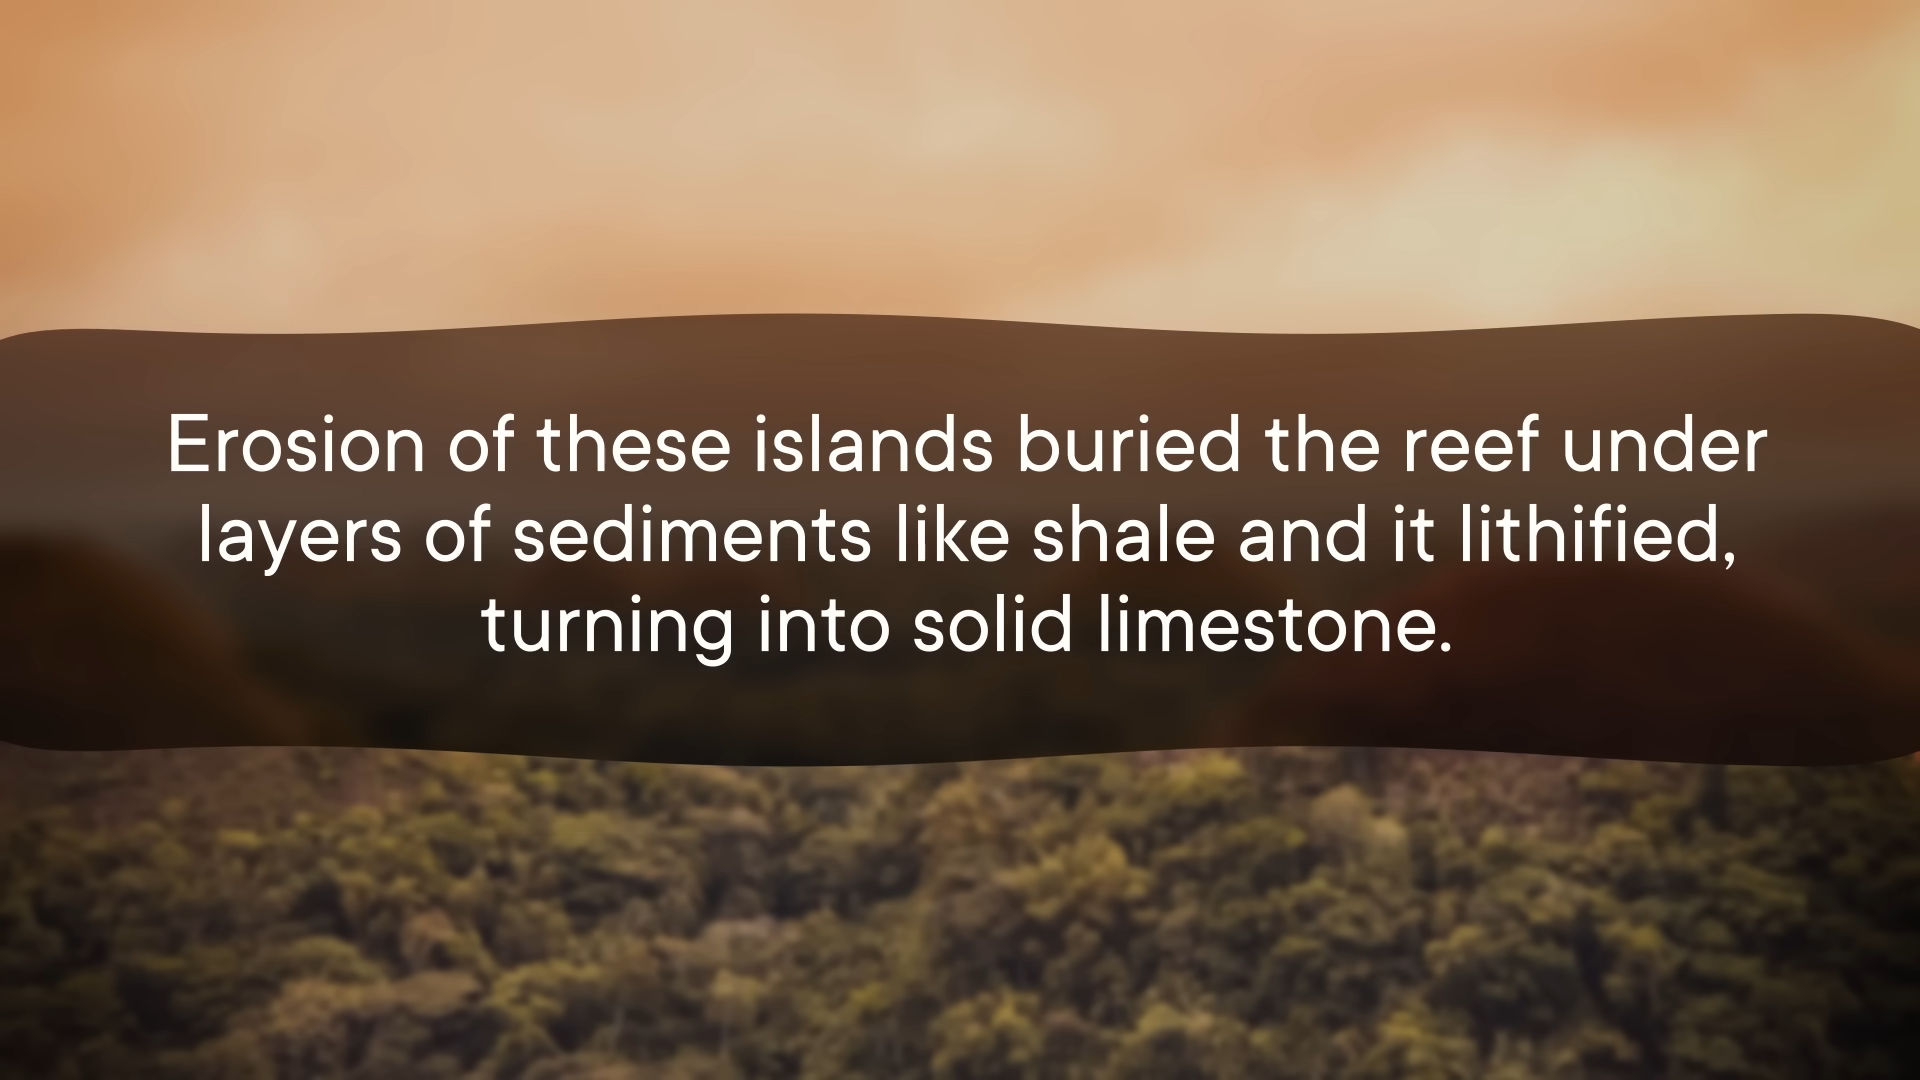 Erosion of these islands buried the reef under
layers of sediments like shale and it lithified,
turning into solid limestone.